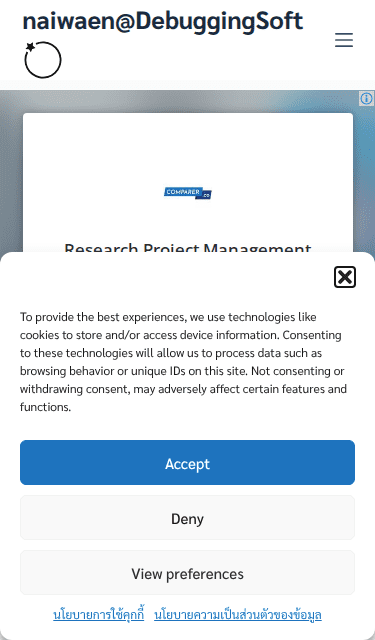 naiwaen@DebuggingSoft
COMPARER.co
Research Project Management
To provide the best experiences, we use technologies like
cookies to store and/or access device information. Consenting
to these technologies will allow us to process data such as
browsing behavior or unique IDs on this site. Not consenting or
withdrawing consent, may adversely affect certain features and
functions.
Accept
Deny
View preferences
นโยบายการใช้คุกกี้ นโยบายความเป็นส่วนตัวของข้อมูล